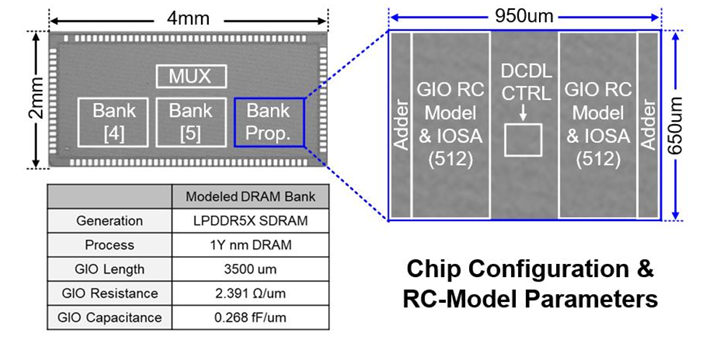 4mm
2mm
MUX
Bank
[4]
Bank
[5]
Bank
Prop.
950um
650um
Adder
GIO RC
Model
& IOSA
(512)
DCDL
CTRL
GIO RC
Model
& IOSA
(512)
Adder
Modeled DRAM Bank
Generation LPDDR5X SDRAM
Process 1Y nm DRAM
GIO Length 3500 um
GIO Resistance 2.391 Ω/um
GIO Capacitance 0.268 fF/um
Chip Configuration &
RC-Model Parameters